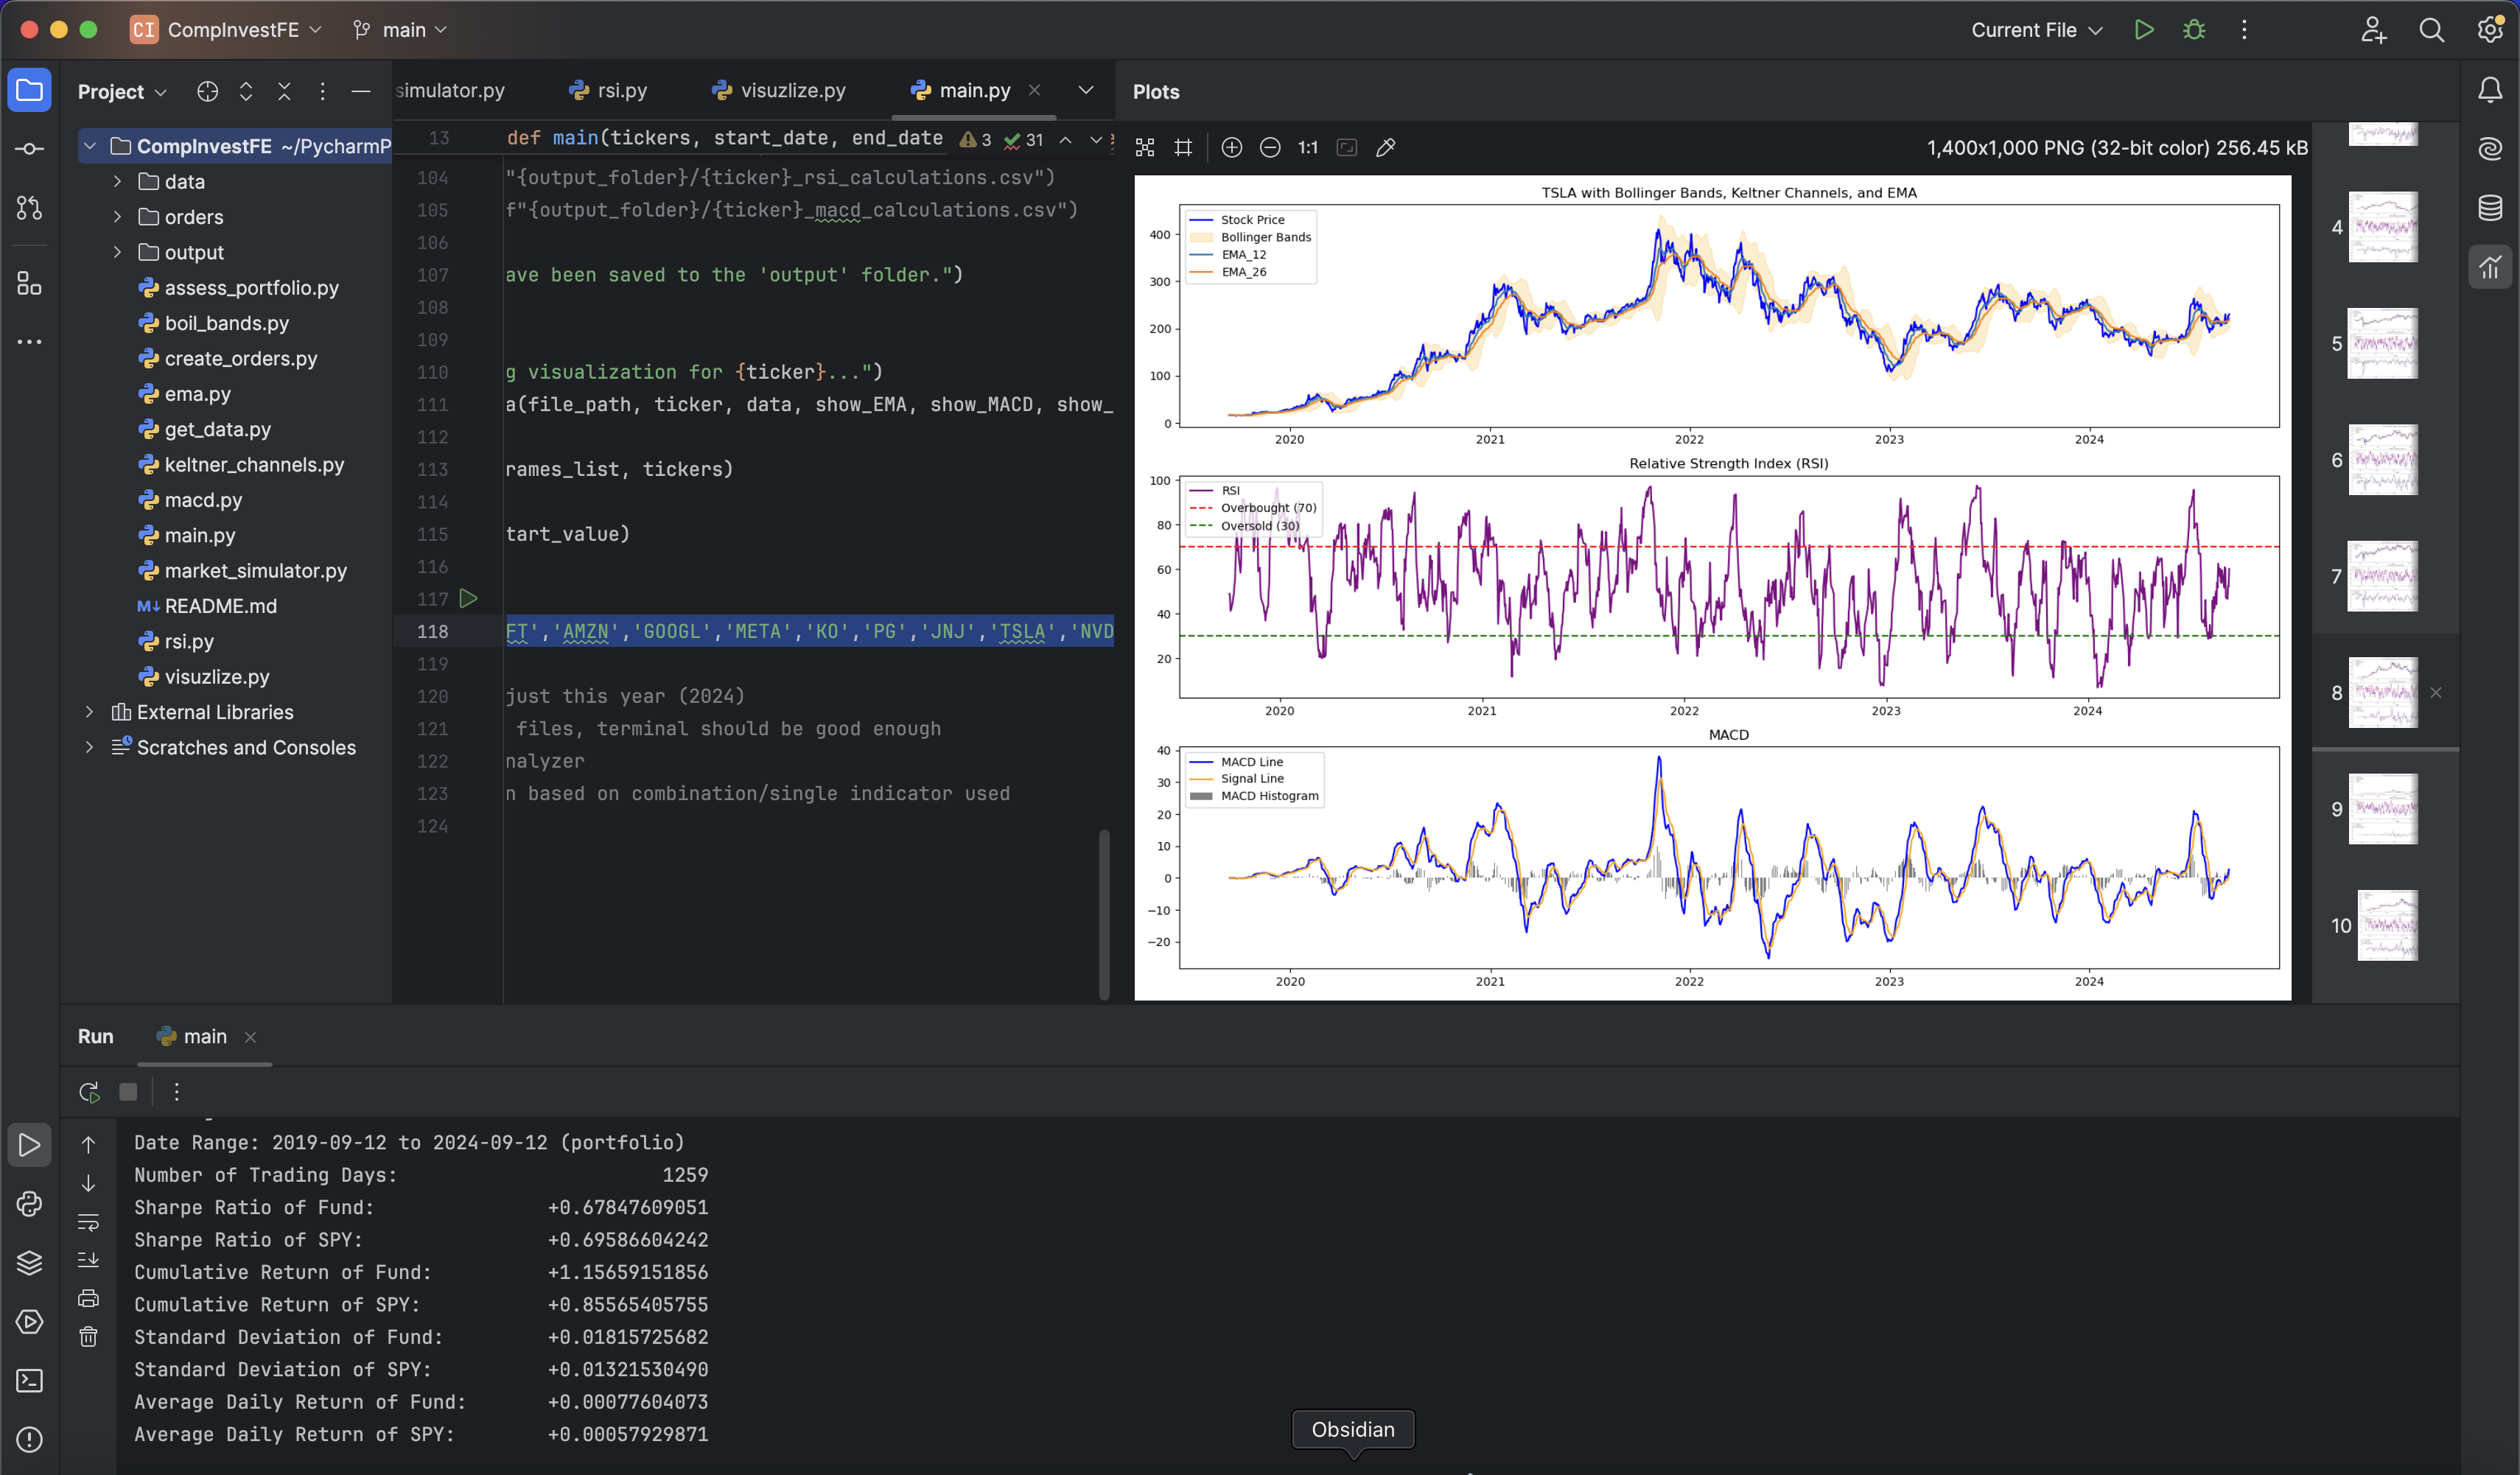 CI CompInvestFE main Current File
Project
simulator.py rsi.py visuzlize.py main.py
CompInvestFE ~/PycharmP
data
orders
output
assess_portfolio.py
boil_bands.py
create_orders.py
ema.py
get_data.py
keltner_channels.py
macd.py
main.py
market_simulator.py
M↓ README.md
rsi.py
visuzlize.py
External Libraries
Scratches and Consoles
13 def main(tickers, start_date, end_date 3 31
104 "{output_folder}/{ticker}_rsi_calculations.csv")
105 f"{output_folder}/{ticker}_macd_calculations.csv")
106
107 ave been saved to the 'output' folder.")
108
109
110 g visualization for {ticker}...")
111 a(file_path, ticker, data, show_EMA, show_MACD, show_
112
113 rames_list, tickers)
114
115 tart_value)
116
117
118 FT','AMZN','GOOGL','META','KO','PG','JNJ','TSLA','NVD
119
120 just this year (2024)
121 files, terminal should be good enough
122 nalyzer
123 n based on combination/single indicator used
124
Plots
1:1 1,400x1,000 PNG (32-bit color) 256.45 kB
TSLA with Bollinger Bands, Keltner Channels, and EMA
Stock Price
Bollinger Bands
EMA_12
EMA_26
400
300
200
100
0
2020 2021 2022 2023 2024
Relative Strength Index (RSI)
RSI
Overbought (70)
Oversold (30)
100
80
60
40
20
2020 2021 2022 2023 2024
MACD
MACD Line
Signal Line
MACD Histogram
40
30
20
10
0
−10
−20
2020 2021 2022 2023 2024
4
5
6
7
8
9
10
Run main
Date Range: 2019-09-12 to 2024-09-12 (portfolio)
Number of Trading Days: 1259
Sharpe Ratio of Fund: +0.67847609051
Sharpe Ratio of SPY: +0.69586604242
Cumulative Return of Fund: +1.15659151856
Cumulative Return of SPY: +0.85565405755
Standard Deviation of Fund: +0.01815725682
Standard Deviation of SPY: +0.01321530490
Average Daily Return of Fund: +0.00077604073
Average Daily Return of SPY: +0.00057929871
Obsidian